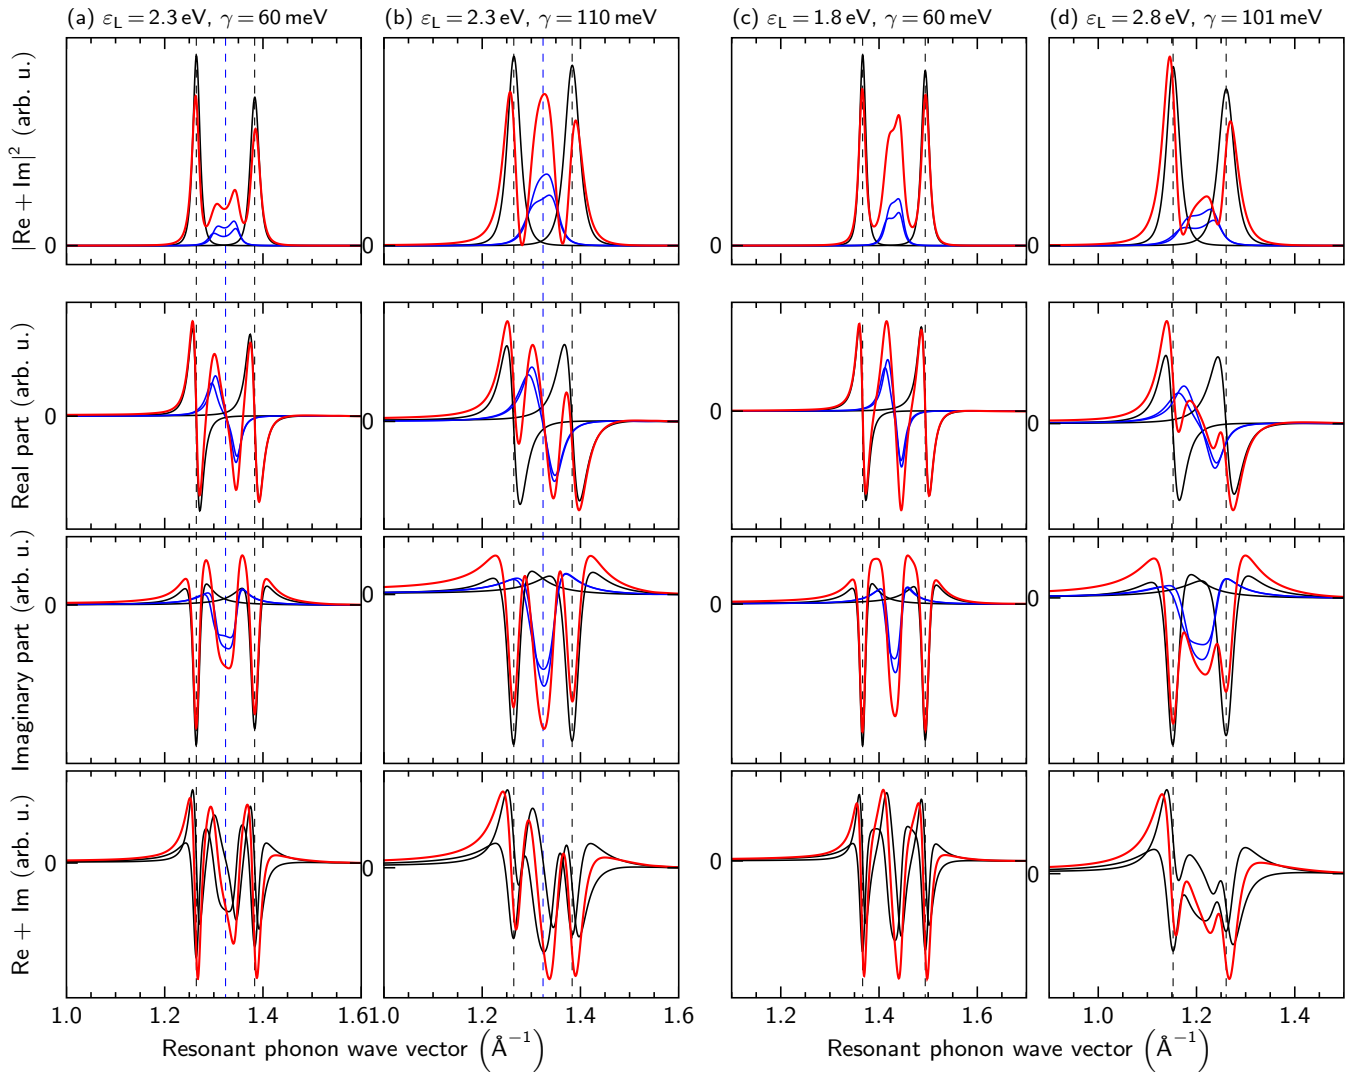 (a) εL = 2.3 eV, γ = 60 meV
(b) εL = 2.3 eV, γ = 110 meV
(c) εL = 1.8 eV, γ = 60 meV
(d) εL = 2.8 eV, γ = 101 meV
|Re + Im|² (arb. u.)
0
0
0
0
Real part (arb. u.)
0
0
0
0
Imaginary part (arb. u.)
0
0
0
0
Re + Im (arb. u.)
0
0
0
0
1.0 1.2 1.4 1.6
1.0 1.2 1.4 1.6
1.2 1.4 1.6
1.0 1.2 1.4
Resonant phonon wave vector (Å⁻¹)
Resonant phonon wave vector (Å⁻¹)